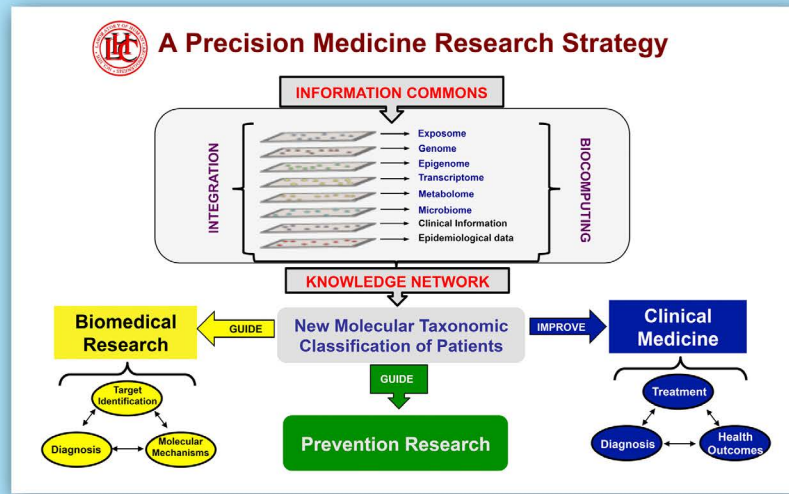 LHC
A Precision Medicine Research Strategy
INFORMATION COMMONS
INTEGRATION
Exposome
Genome
Epigenome
Transcriptome
Metabolome
Microbiome
Clinical Information
Epidemiological data
BIOCOMPUTING
KNOWLEDGE NETWORK
Biomedical
Research
GUIDE
New Molecular Taxonomic
Classification of Patients
IMPROVE
Clinical
Medicine
GUIDE
Target
Identification
Diagnosis
Molecular
Mechanisms
Prevention Research
Treatment
Diagnosis
Health
Outcomes